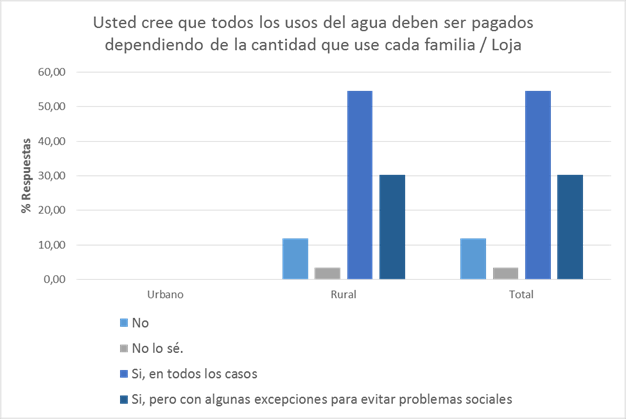 Usted cree que todos los usos del agua deben ser pagados
dependiendo de la cantidad que use cada familia / Loja
% Respuestas
60,00
50,00
40,00
30,00
20,00
10,00
0,00
Urbano
Rural
Total
No
No lo sé.
Si, en todos los casos
Si, pero con algunas excepciones para evitar problemas sociales